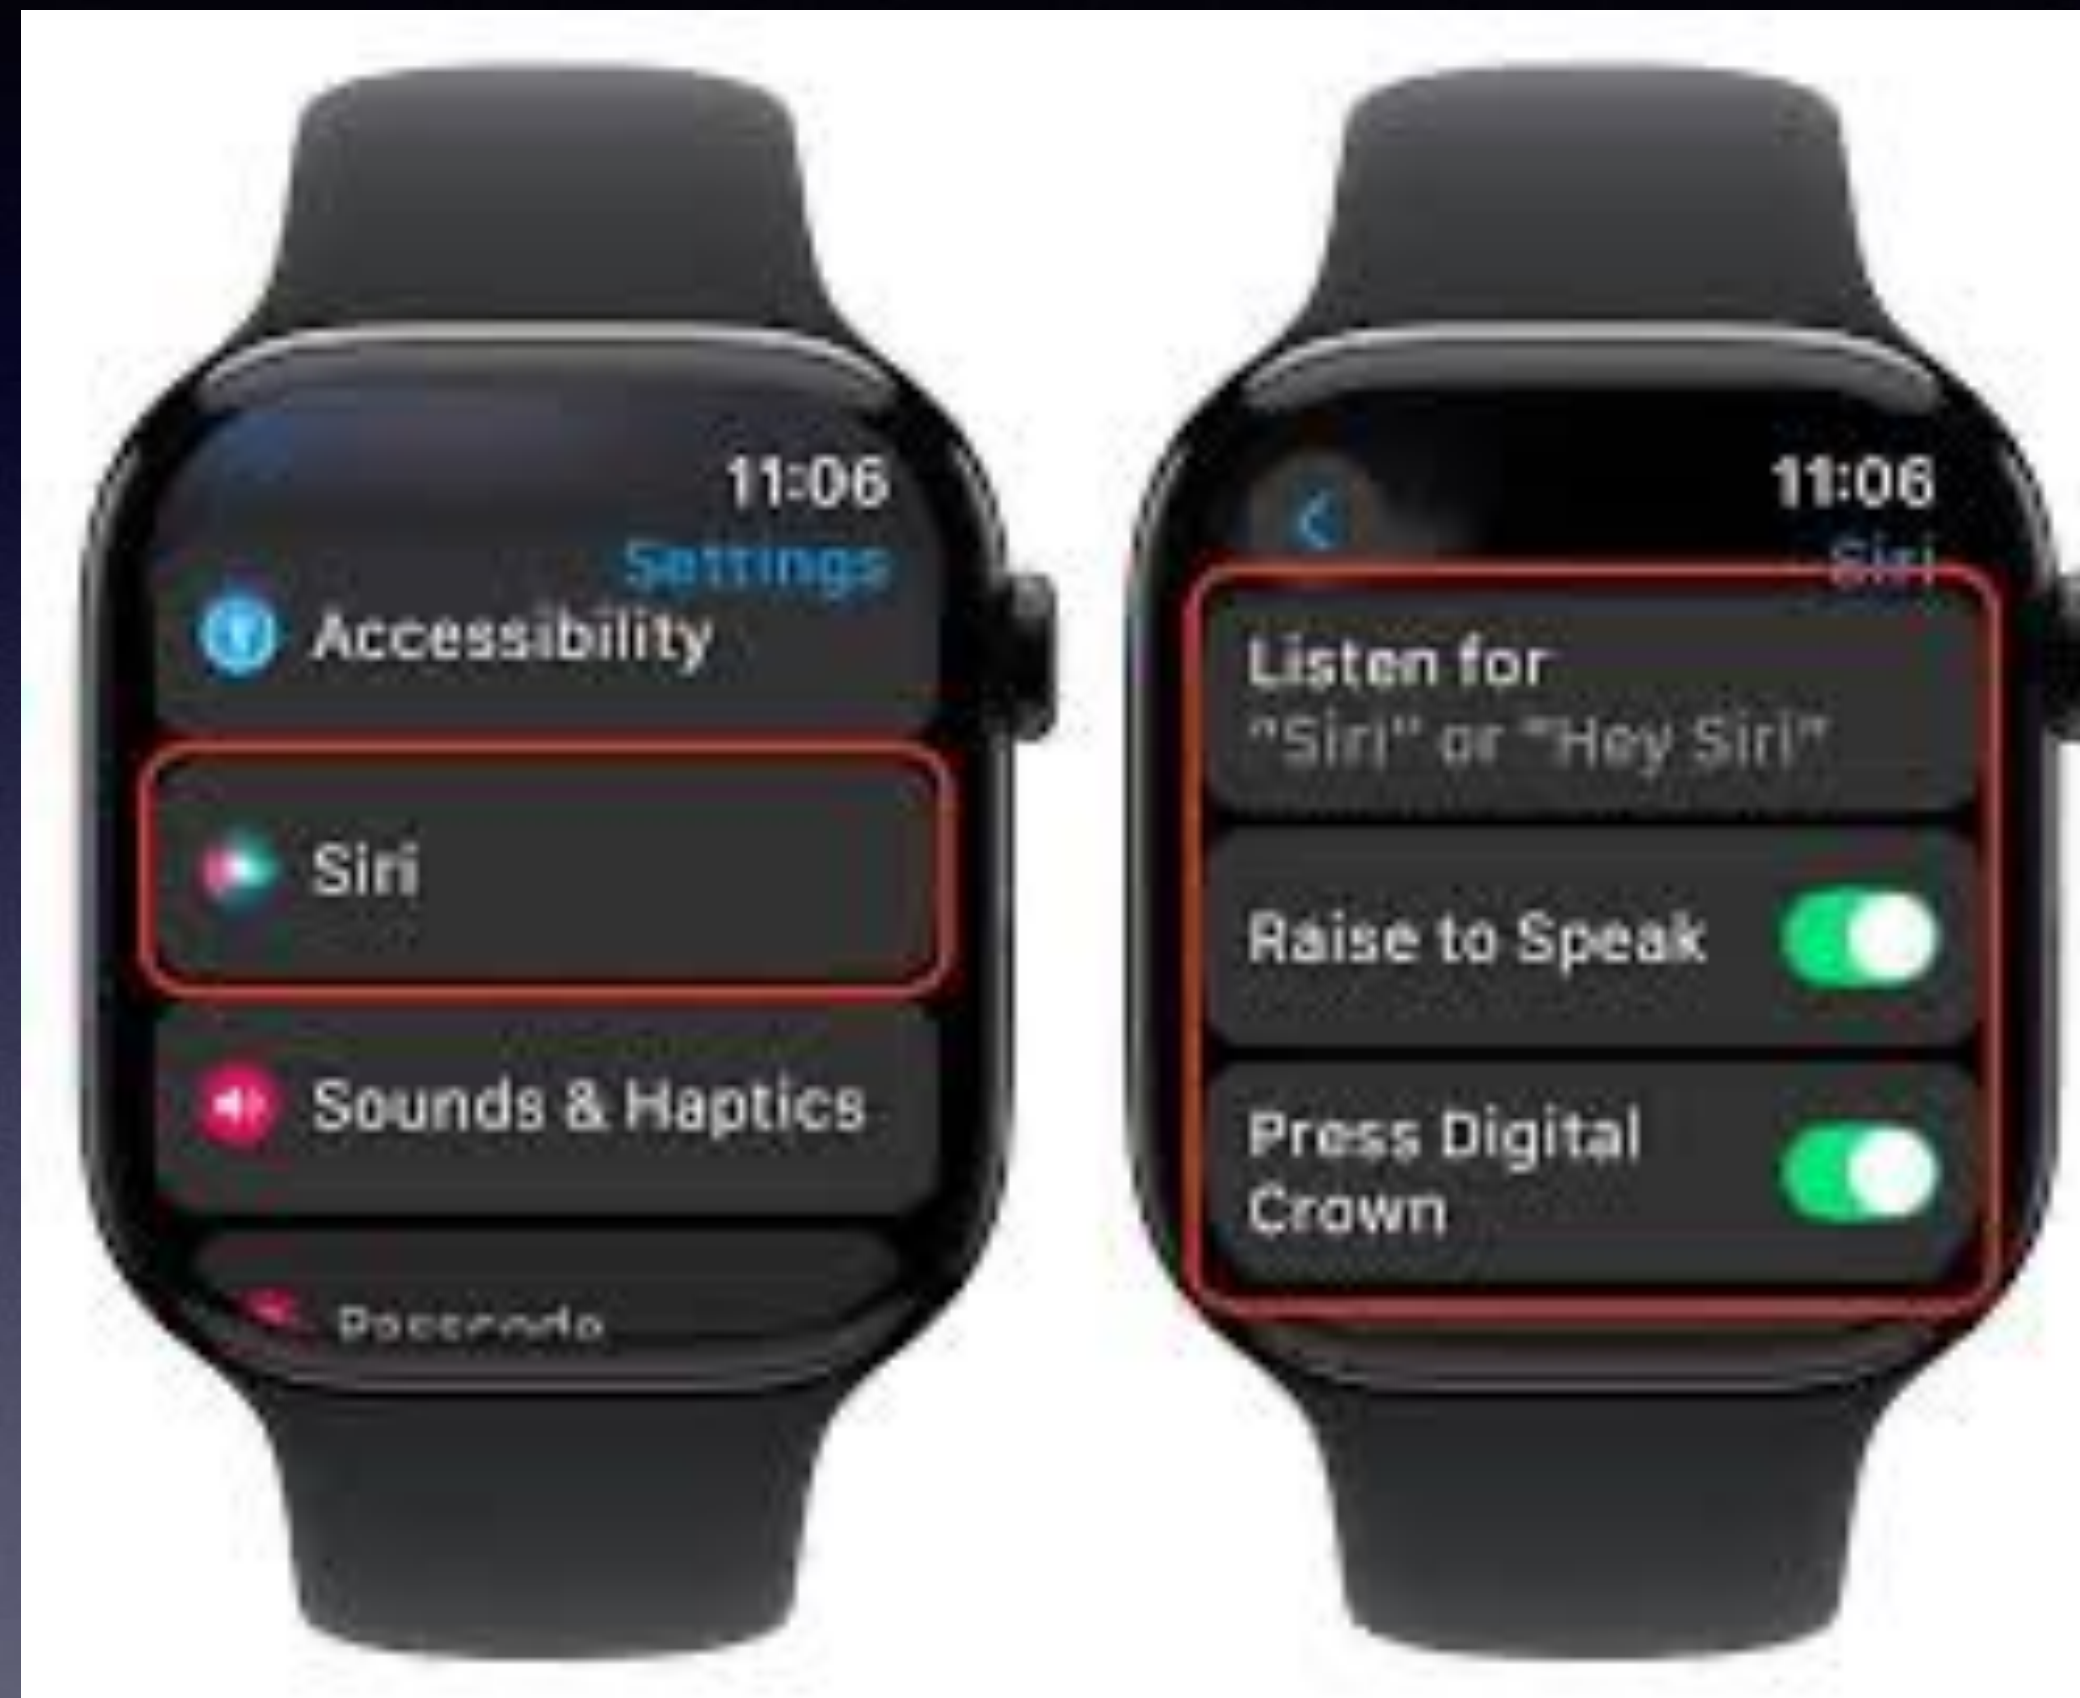 11:06
Settings
Accessibility
Siri
Sounds & Haptics
11:06
Siri
Listen for
"Siri" or "Hey Siri"
Raise to Speak
Press Digital
Crown